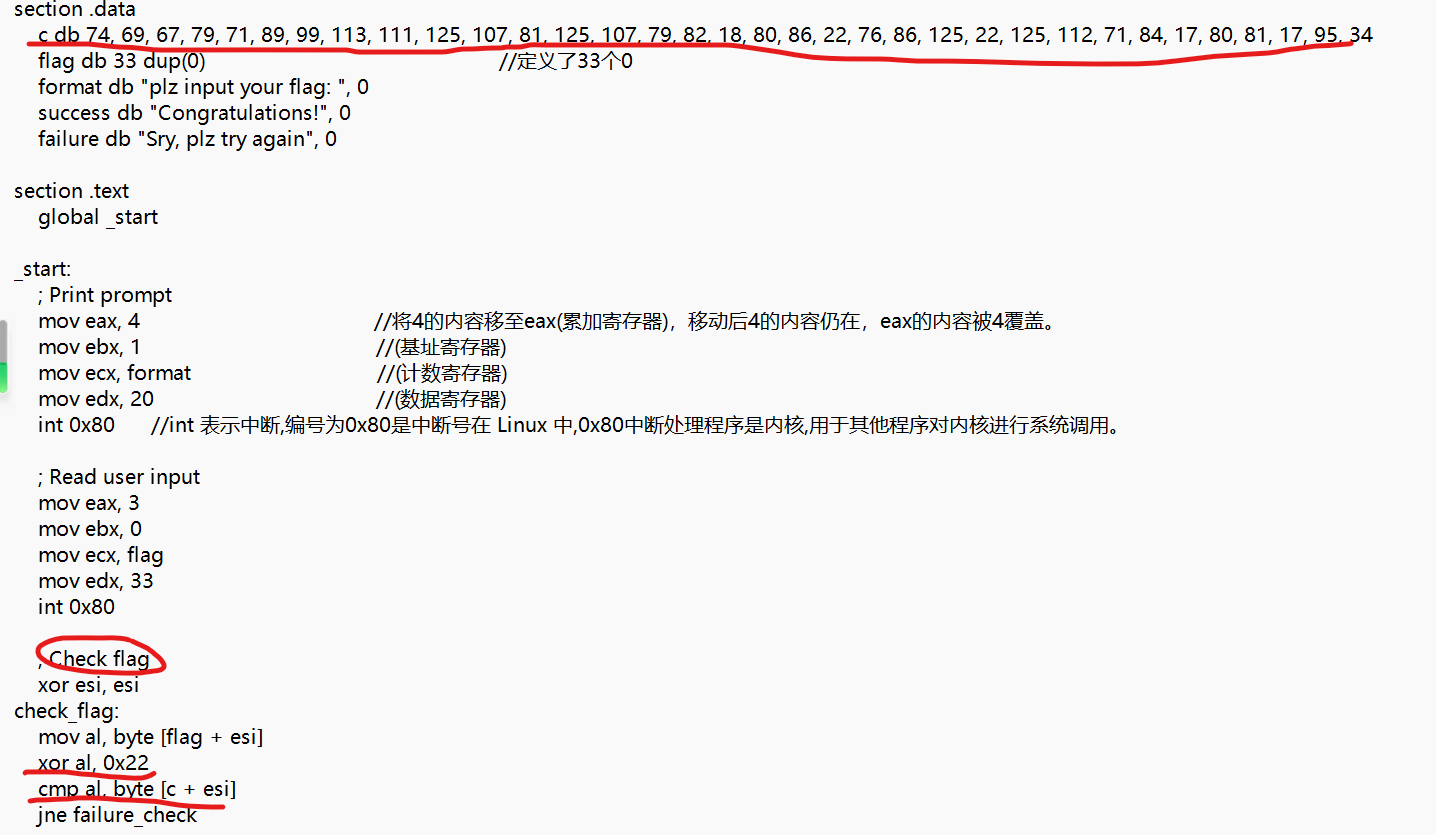 section .data
c db 74, 69, 67, 79, 71, 89, 99, 113, 111, 125, 107, 81, 125, 107, 79, 82, 18, 80, 86, 22, 76, 86, 125, 22, 125, 112, 71, 84, 17, 80, 81, 17, 95, 34
flag db 33 dup(0) //定义了33个0
format db "plz input your flag: ", 0
success db "Congratulations!", 0
failure db "Sry, plz try again", 0
section .text
global _start
_start:
; Print prompt
mov eax, 4 //将4的内容移至eax(累加寄存器)，移动后4的内容仍在，eax的内容被4覆盖。
mov ebx, 1 //(基址寄存器)
mov ecx, format //(计数寄存器)
mov edx, 20 //(数据寄存器)
int 0x80 //int 表示中断,编号为0x80是中断号在 Linux 中,0x80中断处理程序是内核,用于其他程序对内核进行系统调用。
; Read user input
mov eax, 3
mov ebx, 0
mov ecx, flag
mov edx, 33
int 0x80
; Check flag
xor esi, esi
check_flag:
mov al, byte [flag + esi]
xor al, 0x22
cmp al, byte [c + esi]
jne failure_check